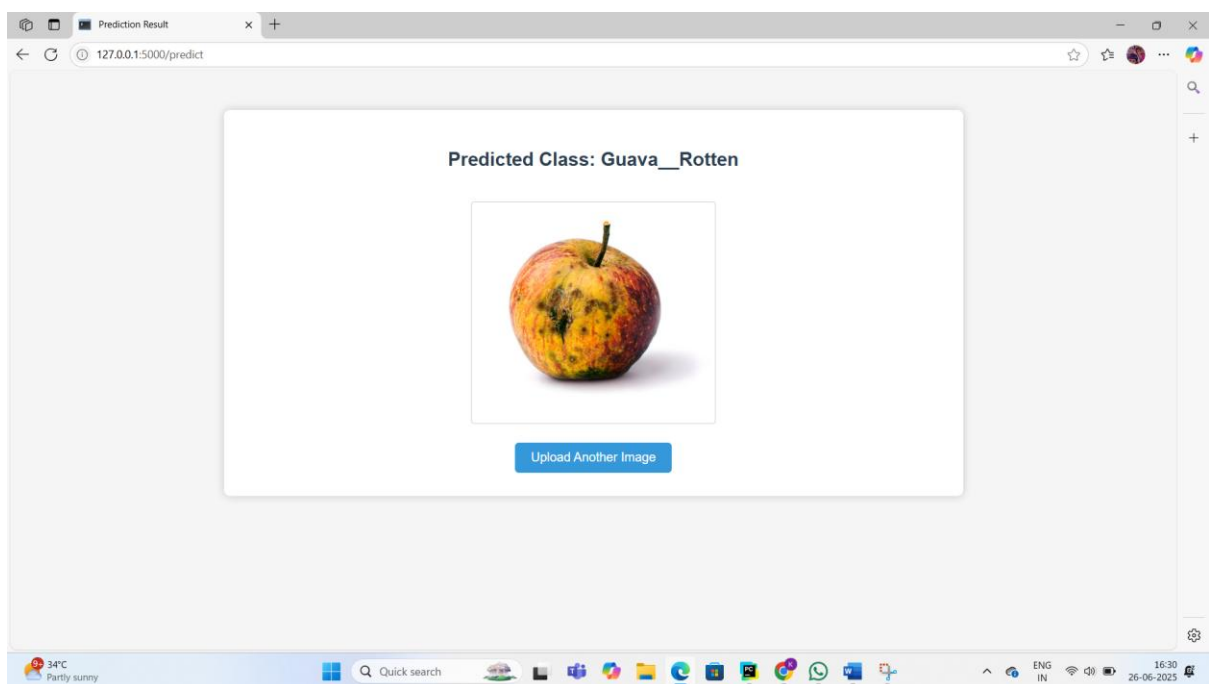 Prediction Result
127.0.0.1:5000/predict
Predicted Class: Guava__Rotten
Upload Another Image
9+
34°C
Partly sunny
Quick search
ENG
IN
16:30
26-06-2025